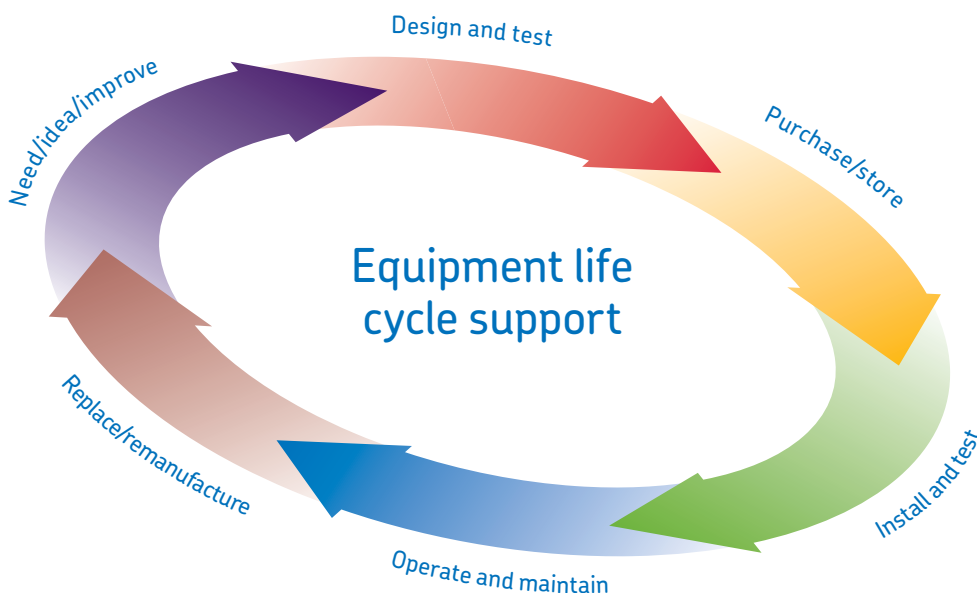 Design and test
Need/idea/improve
Purchase/store
Equipment life
cycle support
Replace/remanufacture
Install and test
Operate and maintain